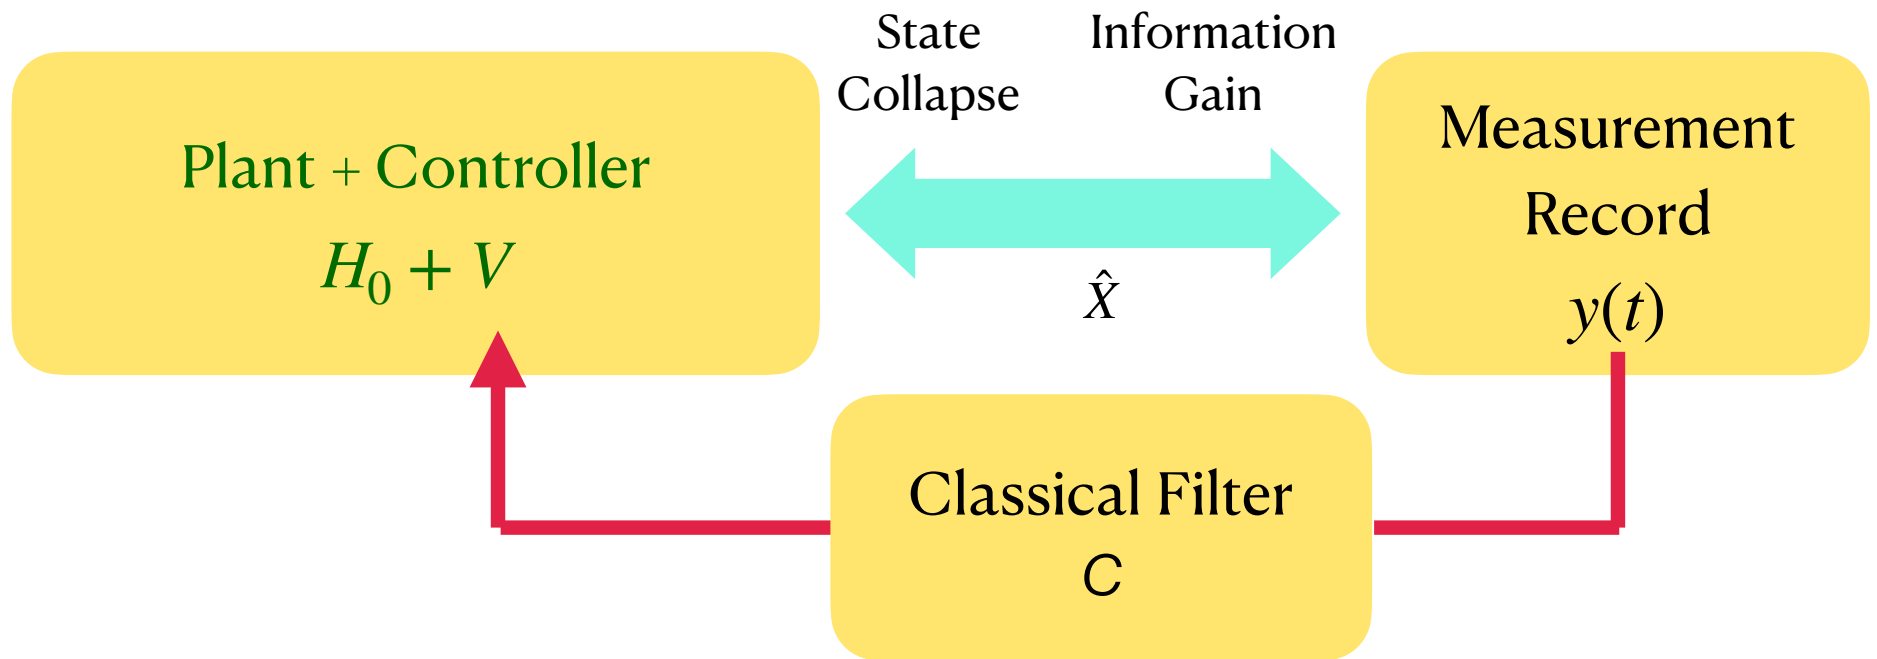 Plant + Controller
H₀ + V
State
Collapse
Information
Gain
X̂
Measurement
Record
y(t)
Classical Filter
C